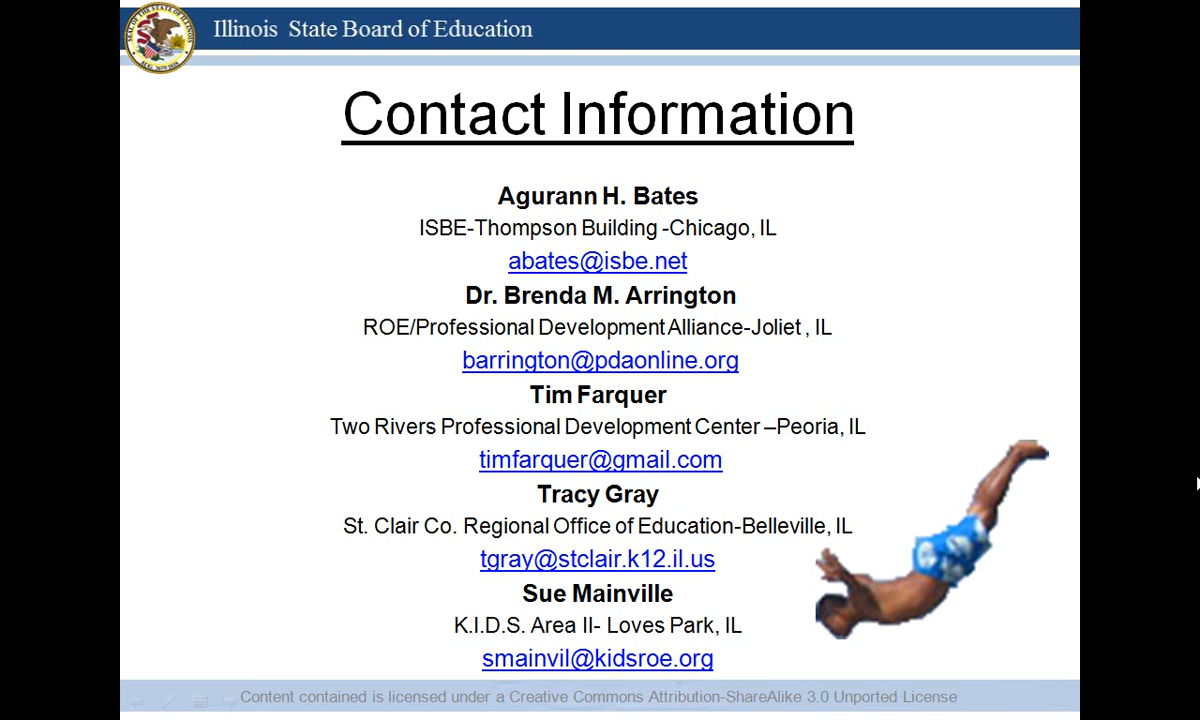 Illinois State Board of Education
Contact Information
Agurann H. Bates
ISBE-Thompson Building -Chicago, IL
abates@isbe.net
Dr. Brenda M. Arrington
ROE/Professional Development Alliance-Joliet , IL
barrington@pdaonline.org
Tim Farquer
Two Rivers Professional Development Center –Peoria, IL
timfarquer@gmail.com
Tracy Gray
St. Clair Co. Regional Office of Education-Belleville, IL
tgray@stclair.k12.il.us
Sue Mainville
K.I.D.S. Area II- Loves Park, IL
smainvil@kidsroe.org
Content contained is licensed under a Creative Commons Attribution-ShareAlike 3.0 Unported License